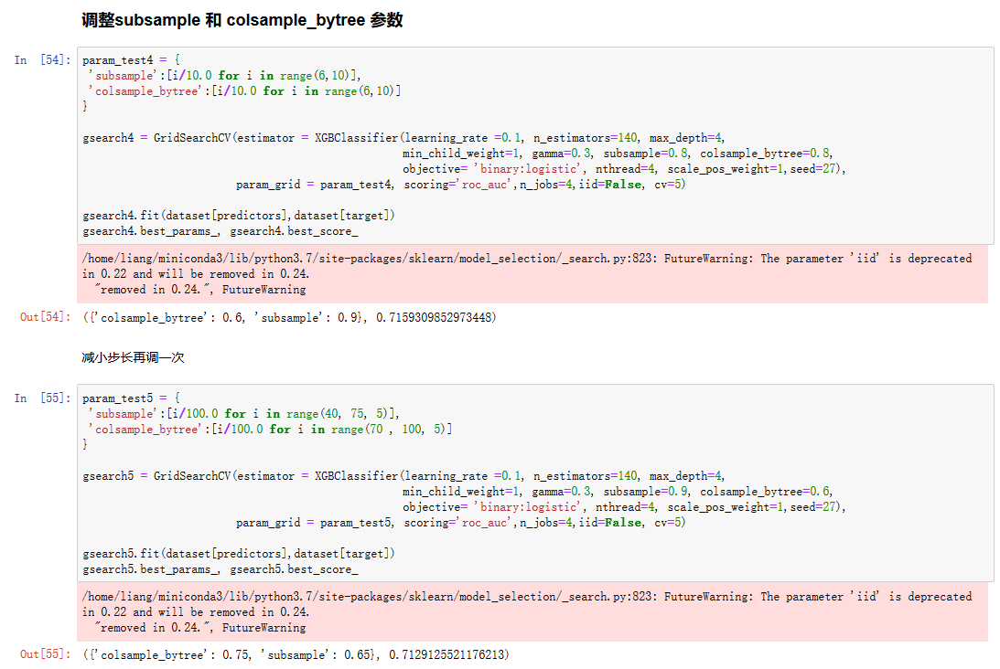 调整subsample 和 colsample_bytree 参数
In [54]:
param_test4 = {
'subsample':[i/10.0 for i in range(6,10)],
'colsample_bytree':[i/10.0 for i in range(6,10)]
}
gsearch4 = GridSearchCV(estimator = XGBClassifier(learning_rate =0.1, n_estimators=140, max_depth=4,
min_child_weight=1, gamma=0.3, subsample=0.8, colsample_bytree=0.8,
objective= 'binary:logistic', nthread=4, scale_pos_weight=1,seed=27),
param_grid = param_test4, scoring='roc_auc',n_jobs=4,iid=False, cv=5)
gsearch4.fit(dataset[predictors],dataset[target])
gsearch4.best_params_, gsearch4.best_score_
/home/liang/miniconda3/lib/python3.7/site-packages/sklearn/model_selection/_search.py:823: FutureWarning: The parameter 'iid' is deprecated
in 0.22 and will be removed in 0.24.
"removed in 0.24.", FutureWarning
Out[54]: ({'colsample_bytree': 0.6, 'subsample': 0.9}, 0.7159309852973448)
减小步长再调一次
In [55]:
param_test5 = {
'subsample':[i/100.0 for i in range(40, 75, 5)],
'colsample_bytree':[i/100.0 for i in range(70 , 100, 5)]
}
gsearch5 = GridSearchCV(estimator = XGBClassifier(learning_rate =0.1, n_estimators=140, max_depth=4,
min_child_weight=1, gamma=0.3, subsample=0.9, colsample_bytree=0.6,
objective= 'binary:logistic', nthread=4, scale_pos_weight=1,seed=27),
param_grid = param_test5, scoring='roc_auc',n_jobs=4,iid=False, cv=5)
gsearch5.fit(dataset[predictors],dataset[target])
gsearch5.best_params_, gsearch5.best_score_
/home/liang/miniconda3/lib/python3.7/site-packages/sklearn/model_selection/_search.py:823: FutureWarning: The parameter 'iid' is deprecated
in 0.22 and will be removed in 0.24.
"removed in 0.24.", FutureWarning
Out[55]: ({'colsample_bytree': 0.75, 'subsample': 0.65}, 0.7129125521176213)